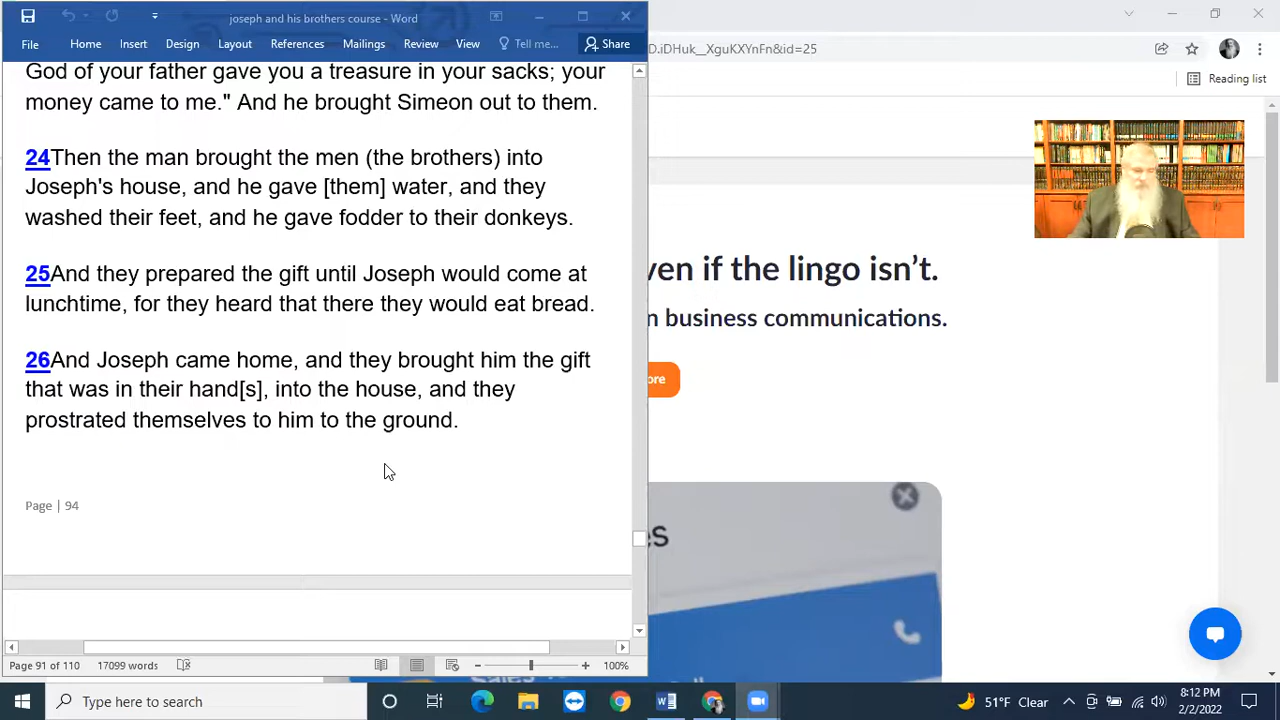 joseph and his brothers course - Word
File Home Insert Design Layout References Mailings Review View Tell me... Share
God of your father gave you a treasure in your sacks; your
money came to me." And he brought Simeon out to them.
24Then the man brought the men (the brothers) into
Joseph's house, and he gave [them] water, and they
washed their feet, and he gave fodder to their donkeys.
25And they prepared the gift until Joseph would come at
lunchtime, for they heard that there they would eat bread.
26And Joseph came home, and they brought him the gift
that was in their hand[s], into the house, and they
prostrated themselves to him to the ground.
Page | 94
Page 91 of 110 17099 words 100%
D.iDHuk__XguKXYnFn&id=25
Reading list
ven if the lingo isn't.
n business communications.
ore
es
Type here to search
51°F Clear
8:12 PM
2/2/2022